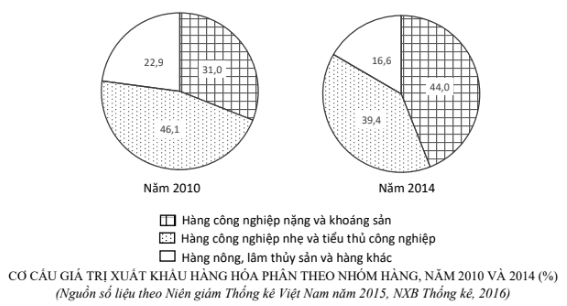 22,9
31,0
46,1
16,6
44,0
39,4
Năm 2010
Năm 2014
Hàng công nghiệp nặng và khoáng sản
Hàng công nghiệp nhẹ và tiểu thủ công nghiệp
Hàng nông, lâm thủy sản và hàng khác
CƠ CẤU GIÁ TRỊ XUẤT KHẨU HÀNG HÓA PHÂN THEO NHÓM HÀNG, NĂM 2010 VÀ 2014 (%)
(Nguồn số liệu theo Niên giám Thống kê Việt Nam năm 2015, NXB Thống kê, 2016)